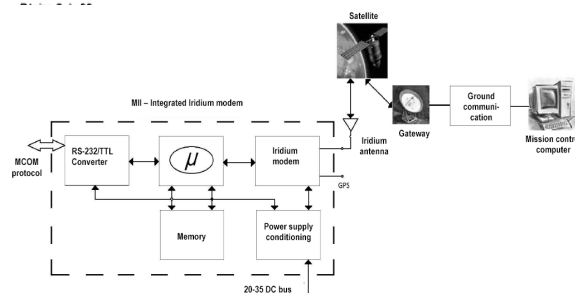 Satellite
MII – Integrated Iridium modem
Ground
communi-
cation
RS-232/TTL
Converter
μ
Iridium
modem
Iridium
antenna
Gateway
Mission contr
computer
MCOM
protocol
GPS
Memory
Power supply
conditioning
20-35 DC bus